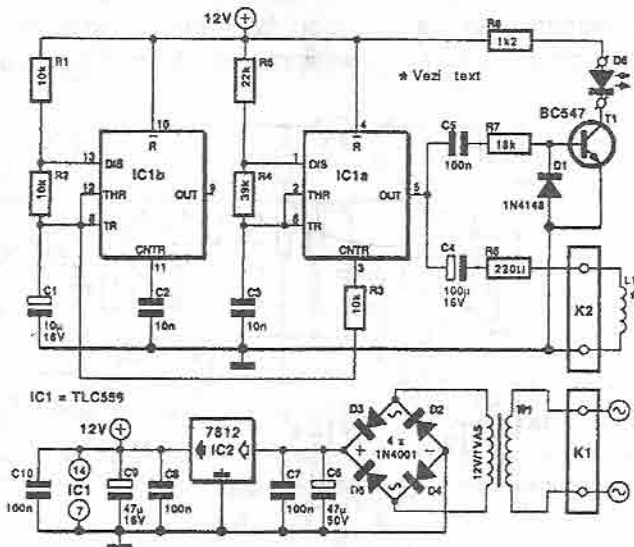 12V
R1
10k
R5
22k
R8
1k2
* Vezi text
D6
BC547
T1
10
R
4
R
C5
100n
R7
18k
R2
10k
13
DIS
12
THR
8
TR
IC1b
OUT
9
CNTR
11
R4
39k
1
DIS
2
THR
6
TR
IC1a
OUT
5
CNTR
3
D1
1N4148
C4
100µ
16V
R6
220Ω
L1
*
K2
C1
10µ
16V
C2
10n
C3
10n
R3
10k
IC1 = TLC556
12V
7812
IC2
D3
D2
4 x
1N4001
D5
D4
12V/1VA5
K1
C10
100n
14
IC1
7
C9
47µ
16V
C8
100n
C7
100n
C6
47µ
50V